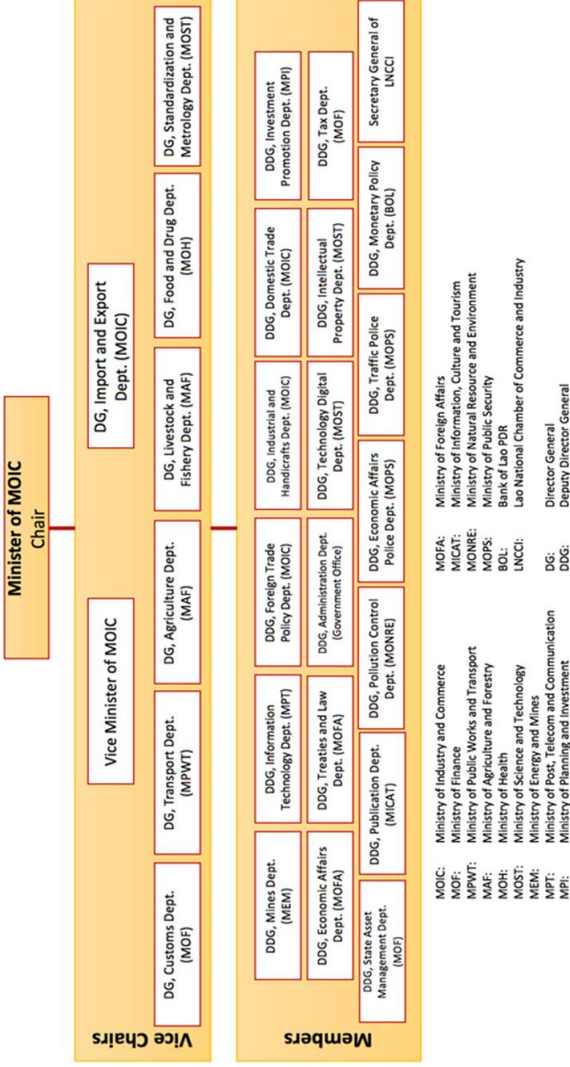 Minister of MOIC
Chair
Vice Chairs
Vice Minister of MOIC
DG, Import and Export
Dept. (MOIC)
DG, Customs Dept.
(MOF)
DG, Transport Dept.
(MPWT)
DG, Agriculture Dept.
(MAF)
DG, Livestock and
Fishery Dept. (MAF)
DG, Food and Drug Dept.
(MOH)
DG, Standardization and
Metrology Dept. (MOST)
Members
DDG, Mines Dept.
(MEM)
DDG, Information
Technology Dept. (MPT)
DDG, Foreign Trade
Policy Dept. (MOIC)
DDG, Industrial and
Handicrafts Dept. (MOIC)
DDG, Domestic Trade
Dept. (MOIC)
DDG, Investment
Promotion Dept. (MPI)
DDG, Economic Affairs
Dept. (MOFA)
DDG, Treaties and Law
Dept. (MOFA)
DDG, Administration Dept.
(Government Office)
DDG, Technology Digital
Dept. (MOST)
DDG, Intellectual
Property Dept. (MOST)
DDG, Tax Dept.
(MOF)
DDG, State Asset
Management Dept.
(MOF)
DDG, Publication Dept.
(MICAT)
DDG, Pollution Control
Dept. (MONRE)
DDG, Economic Affairs
Police Dept. (MOPS)
DDG, Traffic Police
Dept. (MOPS)
DDG, Monetary Policy
Dept. (BOL)
Secretary General of
LNCCI
MOIC: Ministry of Industry and Commerce
MOF: Ministry of Finance
MPWT: Ministry of Public Works and Transport
MAF: Ministry of Agriculture and Forestry
MOH: Ministry of Health
MOST: Ministry of Science and Technology
MEM: Ministry of Energy and Mines
MPT: Ministry of Post, Telecom and Communication
MPI: Ministry of Planning and Investment
MOFA: Ministry of Foreign Affairs
MICAT: Ministry of Information, Culture and Tourism
MONRE: Ministry of Natural Resource and Environment
MOPS: Ministry of Public Security
BOL: Bank of Lao PDR
LNCCI: Lao National Chamber of Commerce and Industry
DG: Director General
DDG: Deputy Director General